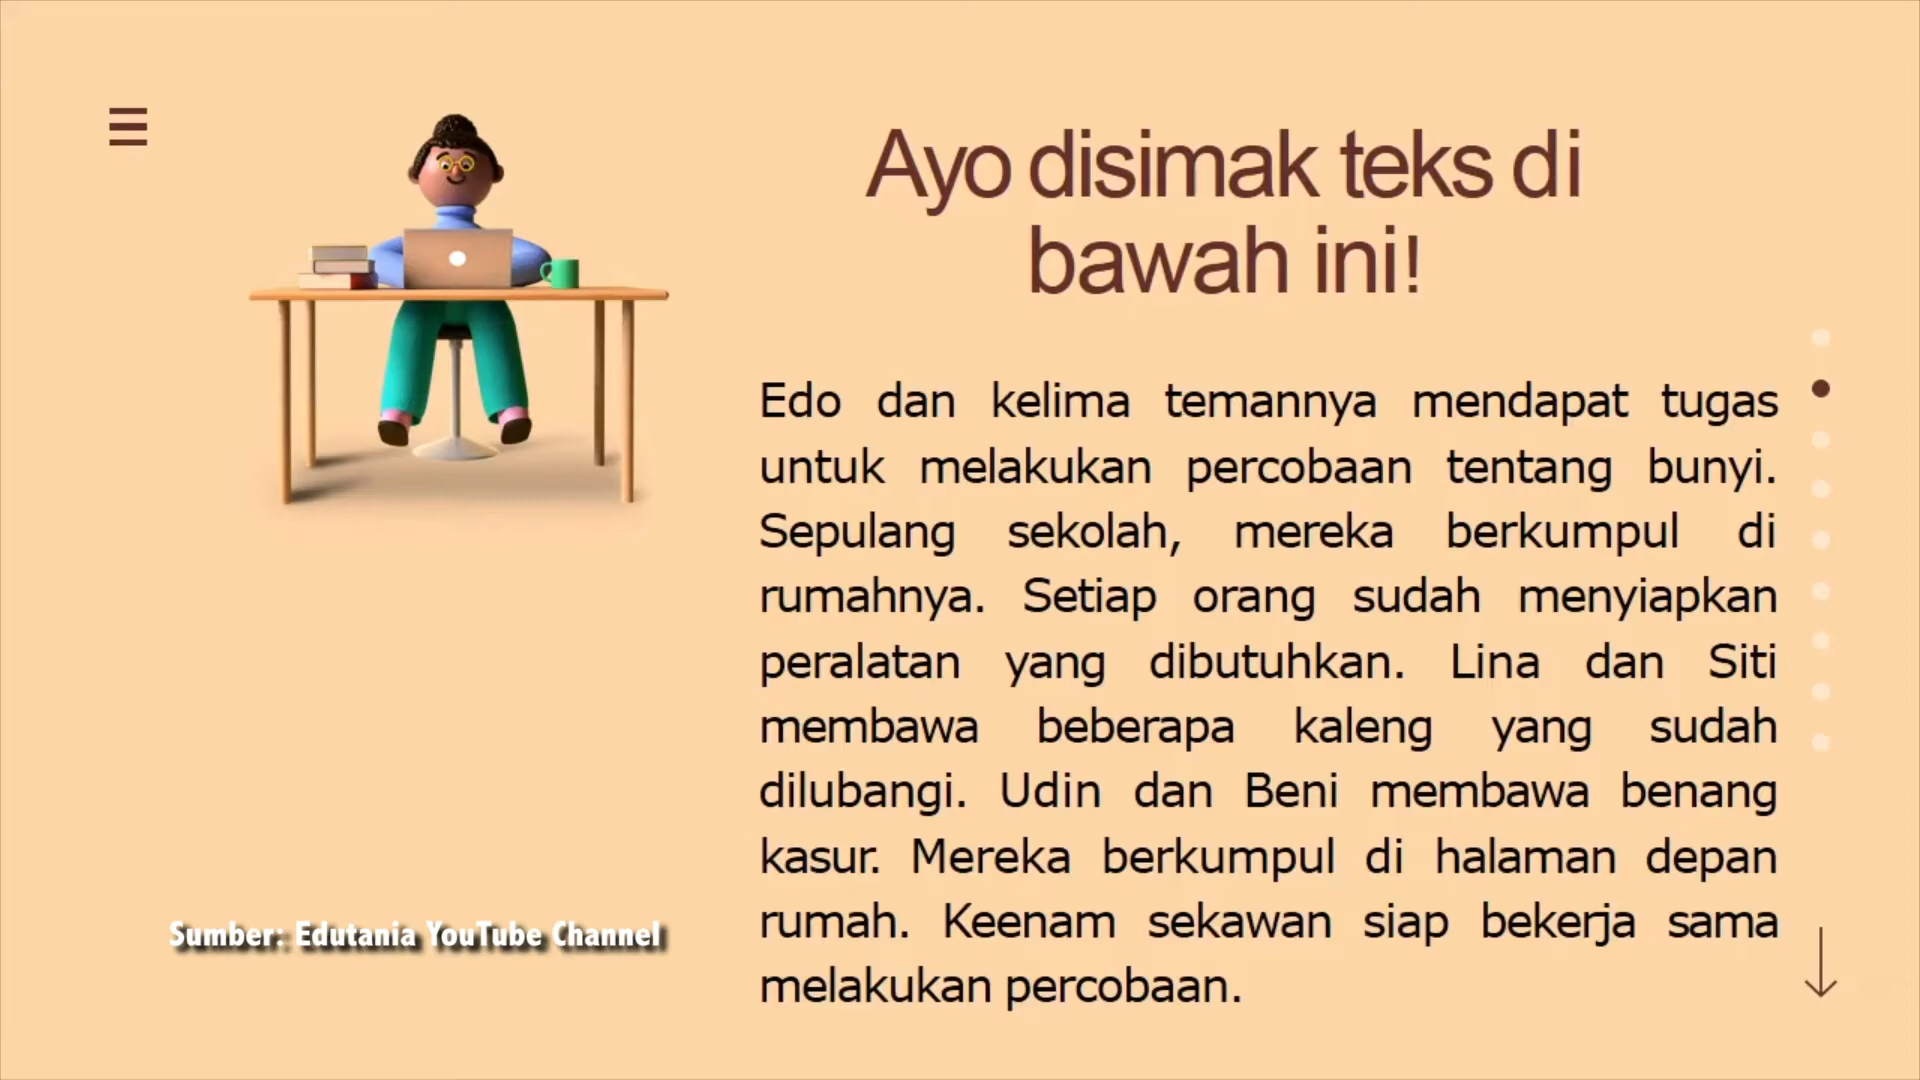 Ayo disimak teks di
bawah ini!
Edo dan kelima temannya mendapat tugas
untuk melakukan percobaan tentang bunyi.
Sepulang sekolah, mereka berkumpul di
rumahnya. Setiap orang sudah menyiapkan
peralatan yang dibutuhkan. Lina dan Siti
membawa beberapa kaleng yang sudah
dilubangi. Udin dan Beni membawa benang
kasur. Mereka berkumpul di halaman depan
rumah. Keenam sekawan siap bekerja sama
melakukan percobaan.
Sumber: Edutania YouTube Channel